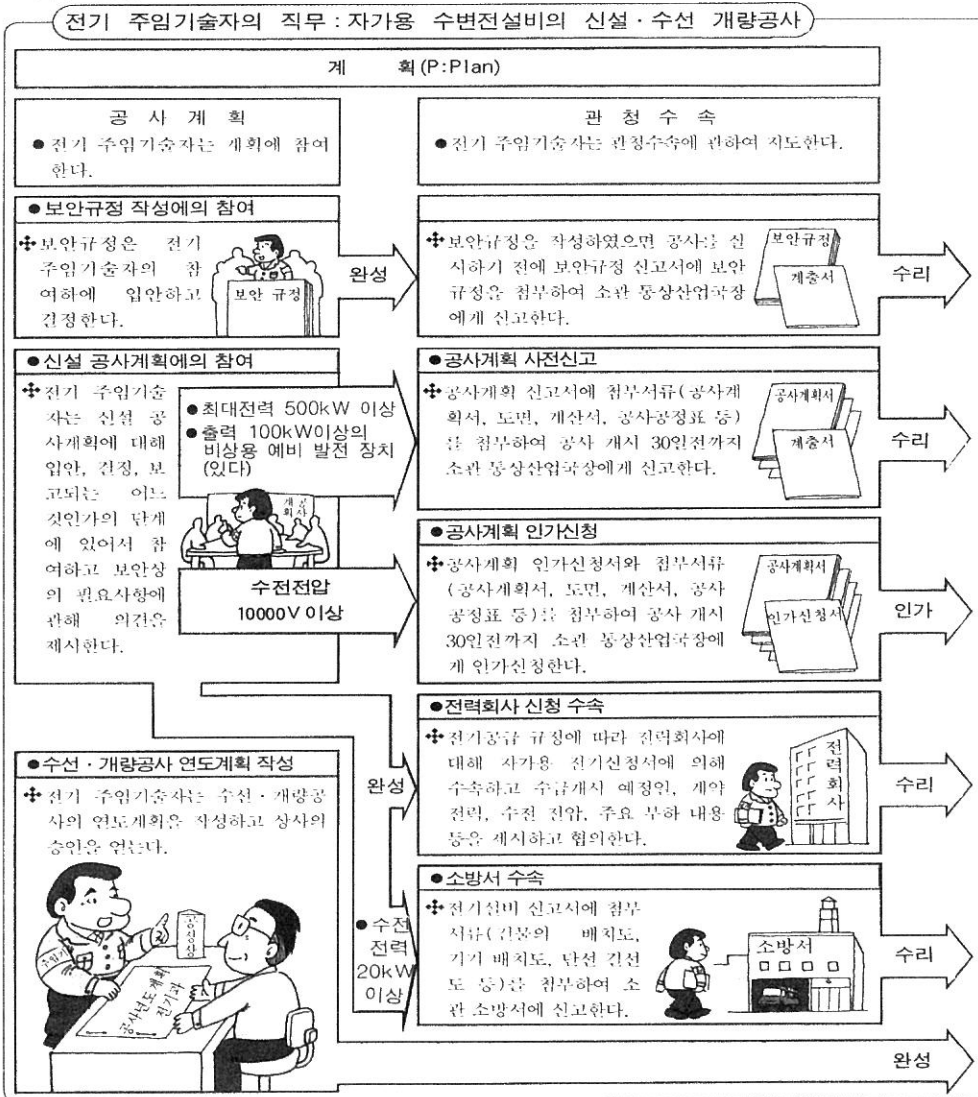 전기 주임기술자의 직무 : 자가용 수변전설비의 신설 · 수선 개량공사
계 획(P:Plan)
공 사 계 획
● 전기 주임기술자는 계획에 참여
한다.
관 청 수 속
● 전기 주임기술자는 관청수속에 관하여 지도한다.
● 보안규정 작성에의 참여
✤보안규정은 전기
주임기술자의 참
여하에 입안하고
결정한다.
보안 규정
완성
✤보안규정을 작성하였으면 공사를 실
시하기 전에 보안규정 신고서에 보안
규정을 첨부하여 소관 통상산업국장
에게 신고한다.
보안규정
계출서
수리
● 신설 공사계획에의 참여
✤전기 주임기술
자는 신설 공
사계획에 대해
입안, 결정, 보
고되는 어느
것인가의 단계
에 있어서 참
여하고 보안상
의 필요사항에
관해 의견을
제시한다.
● 최대전력 500kW 이상
● 출력 100kW이상의
비상용 예비 발전 장치
(있다)
수전전압
10000V 이상
● 공사계획 사전신고
✤공사계획 신고서에 첨부서류(공사계
획서, 도면, 계산서, 공사공정표 등)
를 첨부하여 공사 개시 30일전까지
소관 통상산업국장에게 신고한다.
공사계획서
계출서
수리
● 공사계획 인가신청
✤공사계획 인가신청서와 첨부서류
(공사계획서, 도면, 계산서, 공사
공정표 등)를 첨부하여 공사 개시
30일전까지 소관 통상산업국장에
게 인가신청한다.
공사계획서
인가신청서
인가
● 전력회사 신청 수속
✤전기공급 규정에 따라 전력회사에
대해 자가용 전기신청서에 의해
수속하고 수급개시 예정일, 계약
전력, 수전 전압, 주요 부하 내용
등을 제시하고 협의한다.
전력회사
완성
수리
● 수선 · 개량공사 연도계획 작성
✤ 전기 주임기술자는 수선 · 개량공
사의 연도계획을 작성하고 상사의
승인을 얻는다.
공장장
공사년도계획
전기과
● 수전
전력
20kW
이상
● 소방서 수속
✤전기설비 신고서에 첨부
서류(건물의 배치도,
기기 배치도, 단선 결선
도 등)를 첨부하여 소
관 소방서에 신고한다.
소방서
수리
완성